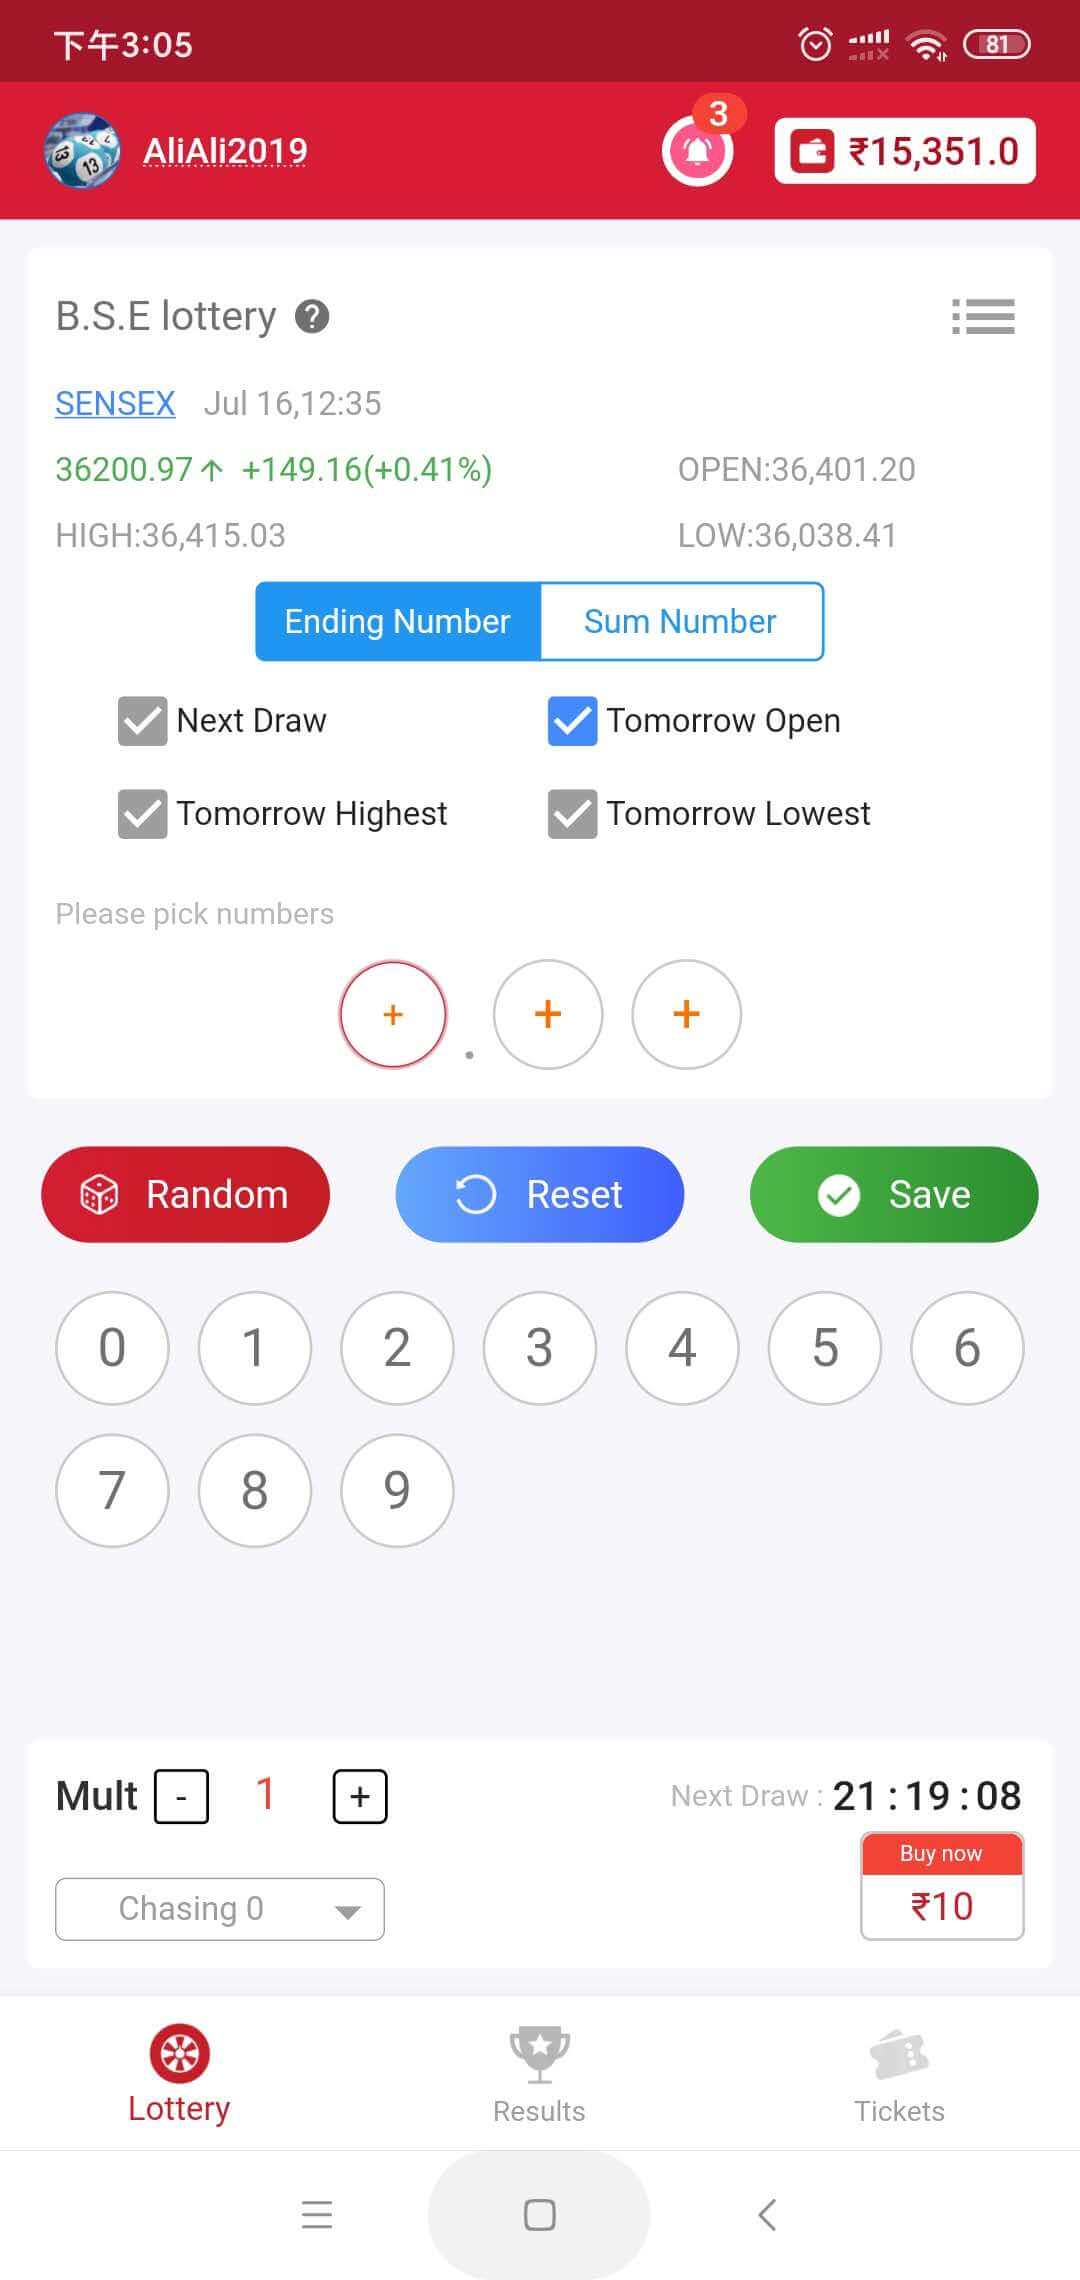 下午3:05
81
AliAli2019
3
₹15,351.0
B.S.E lottery ?
SENSEX Jul 16,12:35
36200.97↑ +149.16(+0.41%) OPEN:36,401.20
HIGH:36,415.03 LOW:36,038.41
Ending Number Sum Number
Next Draw Tomorrow Open
Tomorrow Highest Tomorrow Lowest
Please pick numbers
+ . + +
Random Reset Save
0 1 2 3 4 5 6
7 8 9
Mult - 1 + Next Draw : 21 : 19 : 08
Buy now
Chasing 0 ₹10
Lottery Results Tickets